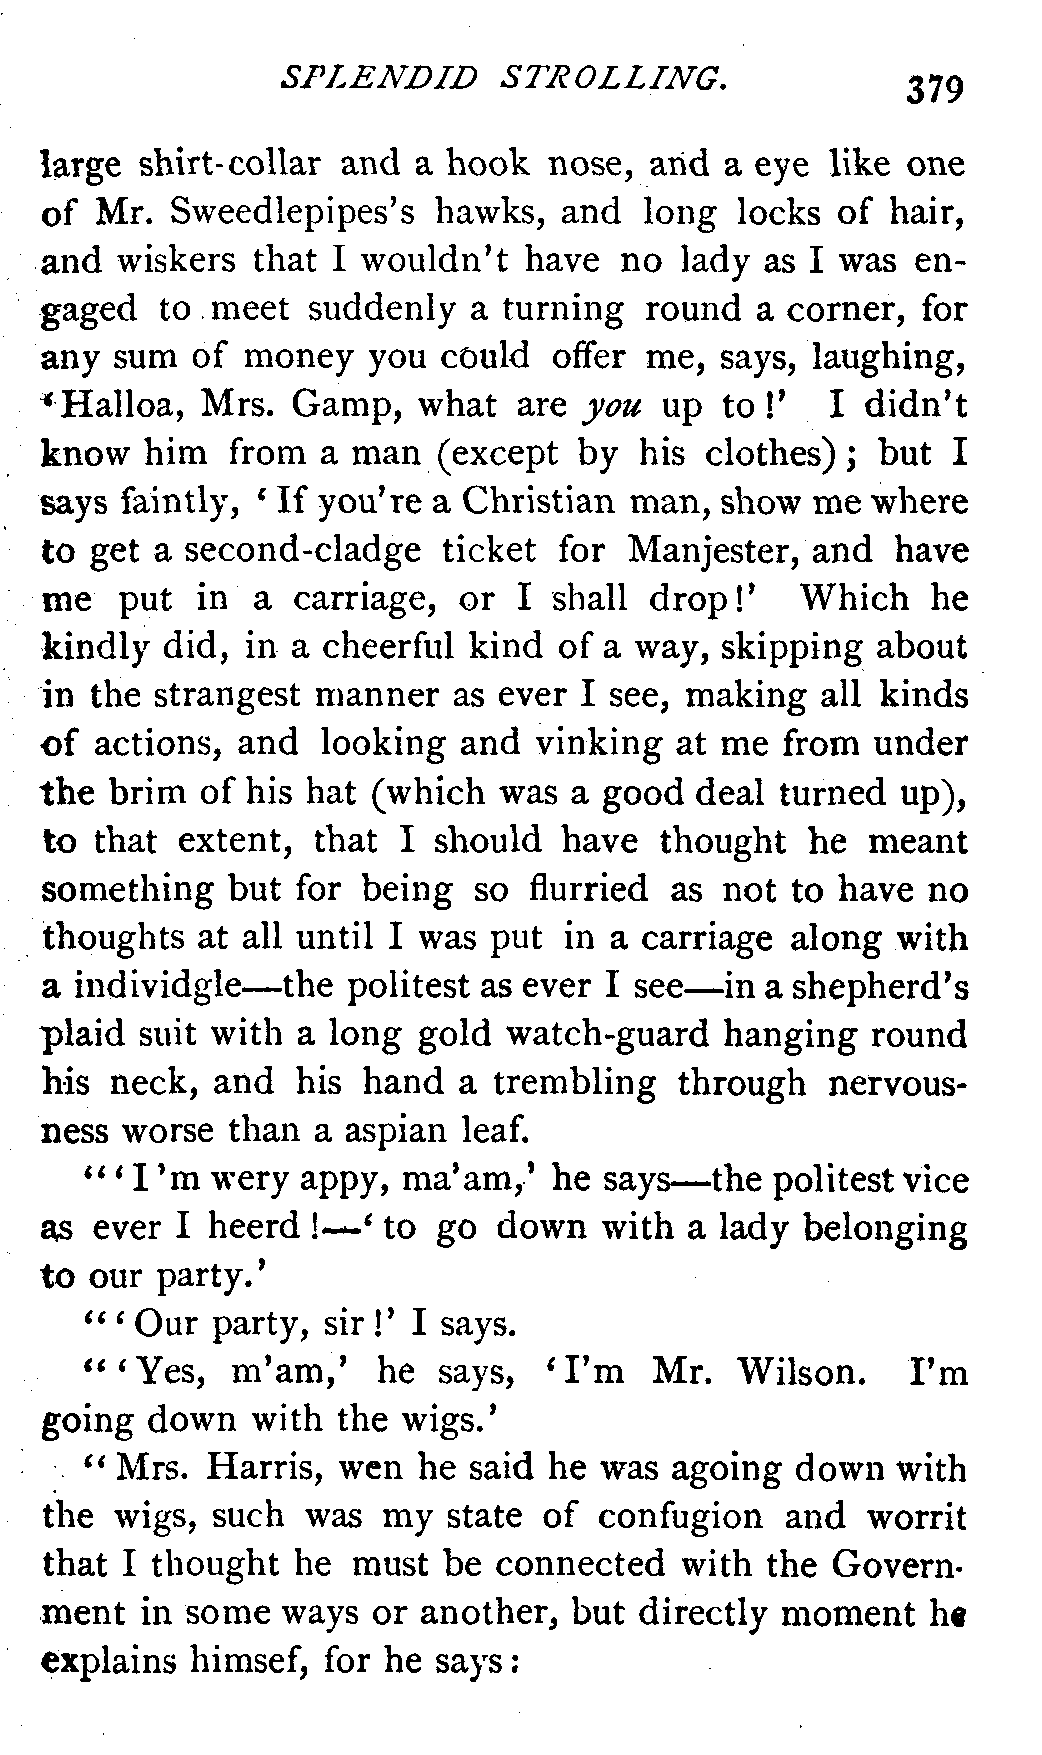 SPLENDID STROLLING. 379
large shirt-collar and a hook nose, and a eye like one
of Mr. Sweedlepipes's hawks, and long locks of hair,
and wiskers that I wouldn't have no lady as I was en-
gaged to meet suddenly a turning round a corner, for
any sum of money you could offer me, says, laughing,
‘Halloa, Mrs. Gamp, what are you up to!’ I didn't
know him from a man (except by his clothes); but I
says faintly, ‘If you're a Christian man, show me where
to get a second-cladge ticket for Manjester, and have
me put in a carriage, or I shall drop!’ Which he
kindly did, in a cheerful kind of a way, skipping about
in the strangest manner as ever I see, making all kinds
of actions, and looking and vinking at me from under
the brim of his hat (which was a good deal turned up),
to that extent, that I should have thought he meant
something but for being so flurried as not to have no
thoughts at all until I was put in a carriage along with
a individgle—the politest as ever I see—in a shepherd's
plaid suit with a long gold watch-guard hanging round
his neck, and his hand a trembling through nervous-
ness worse than a aspian leaf.
“‘I'm wery appy, ma'am,’ he says—the politest vice
as ever I heerd!—‘to go down with a lady belonging
to our party.’
“‘Our party, sir!’ I says.
“‘Yes, m'am,’ he says, ‘I'm Mr. Wilson. I'm
going down with the wigs.’
“Mrs. Harris, wen he said he was agoing down with
the wigs, such was my state of confugion and worrit
that I thought he must be connected with the Govern-
ment in some ways or another, but directly moment he
explains himsef, for he says: